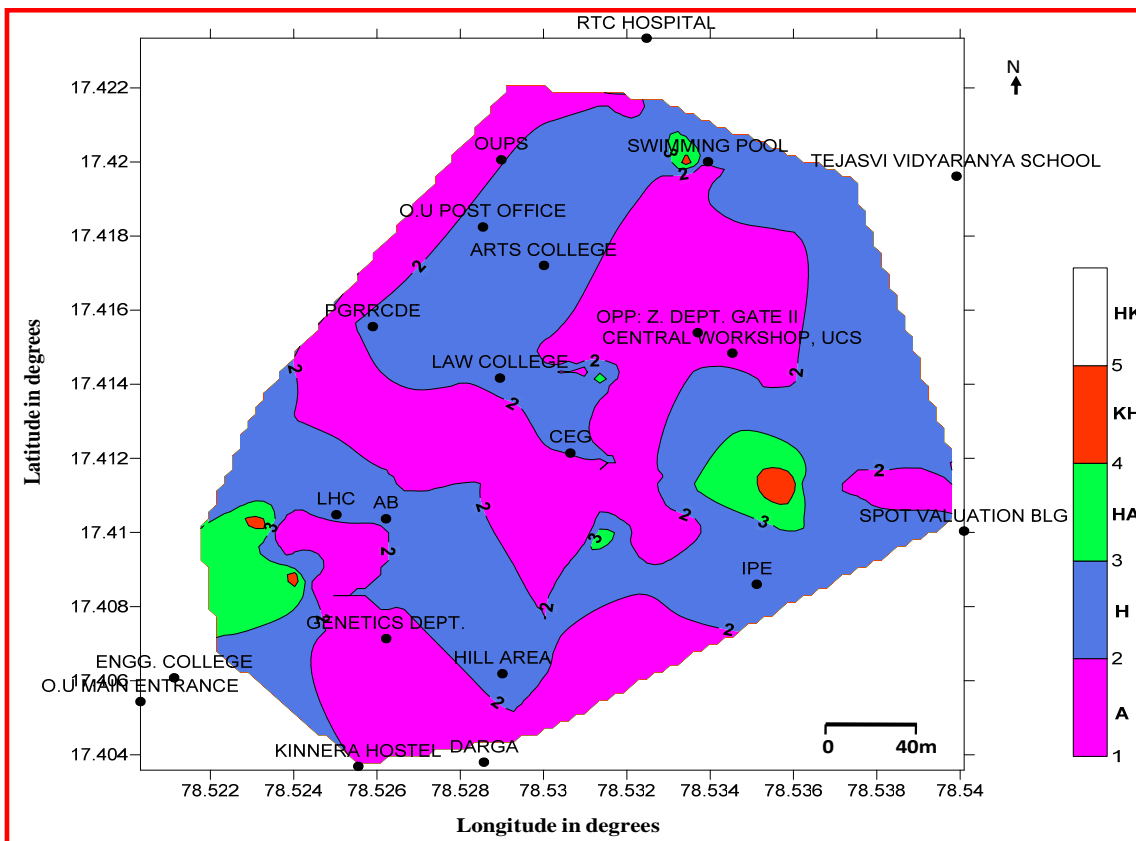 RTC HOSPITAL
N
17.422
OUPS
SWIMMING POOL
17.42
TEJASVI VIDYARANYA SCHOOL
3
2
O.U POST OFFICE
17.418
ARTS COLLEGE
2
17.416
PGRRCDE
OPP: Z. DEPT. GATE II
CENTRAL WORKSHOP, UCS
HK
LAW COLLEGE
2
2
2
5
17.414
2
KH
CEG
17.412
2
4
LHC
AB
2
2
HA
3
17.41
3
SPOT VALUATION BLG
2
3
3
IPE
17.408
2
2
H
GENETICS DEPT.
2
2
HILL AREA
ENGG. COLLEGE
17.406
O.U MAIN ENTRANCE
2
A
0 40m
17.404
KINNERA HOSTEL
DARGA
1
78.522 78.524 78.526 78.528 78.53 78.532 78.534 78.536 78.538 78.54
Latitude in degrees
Longitude in degrees